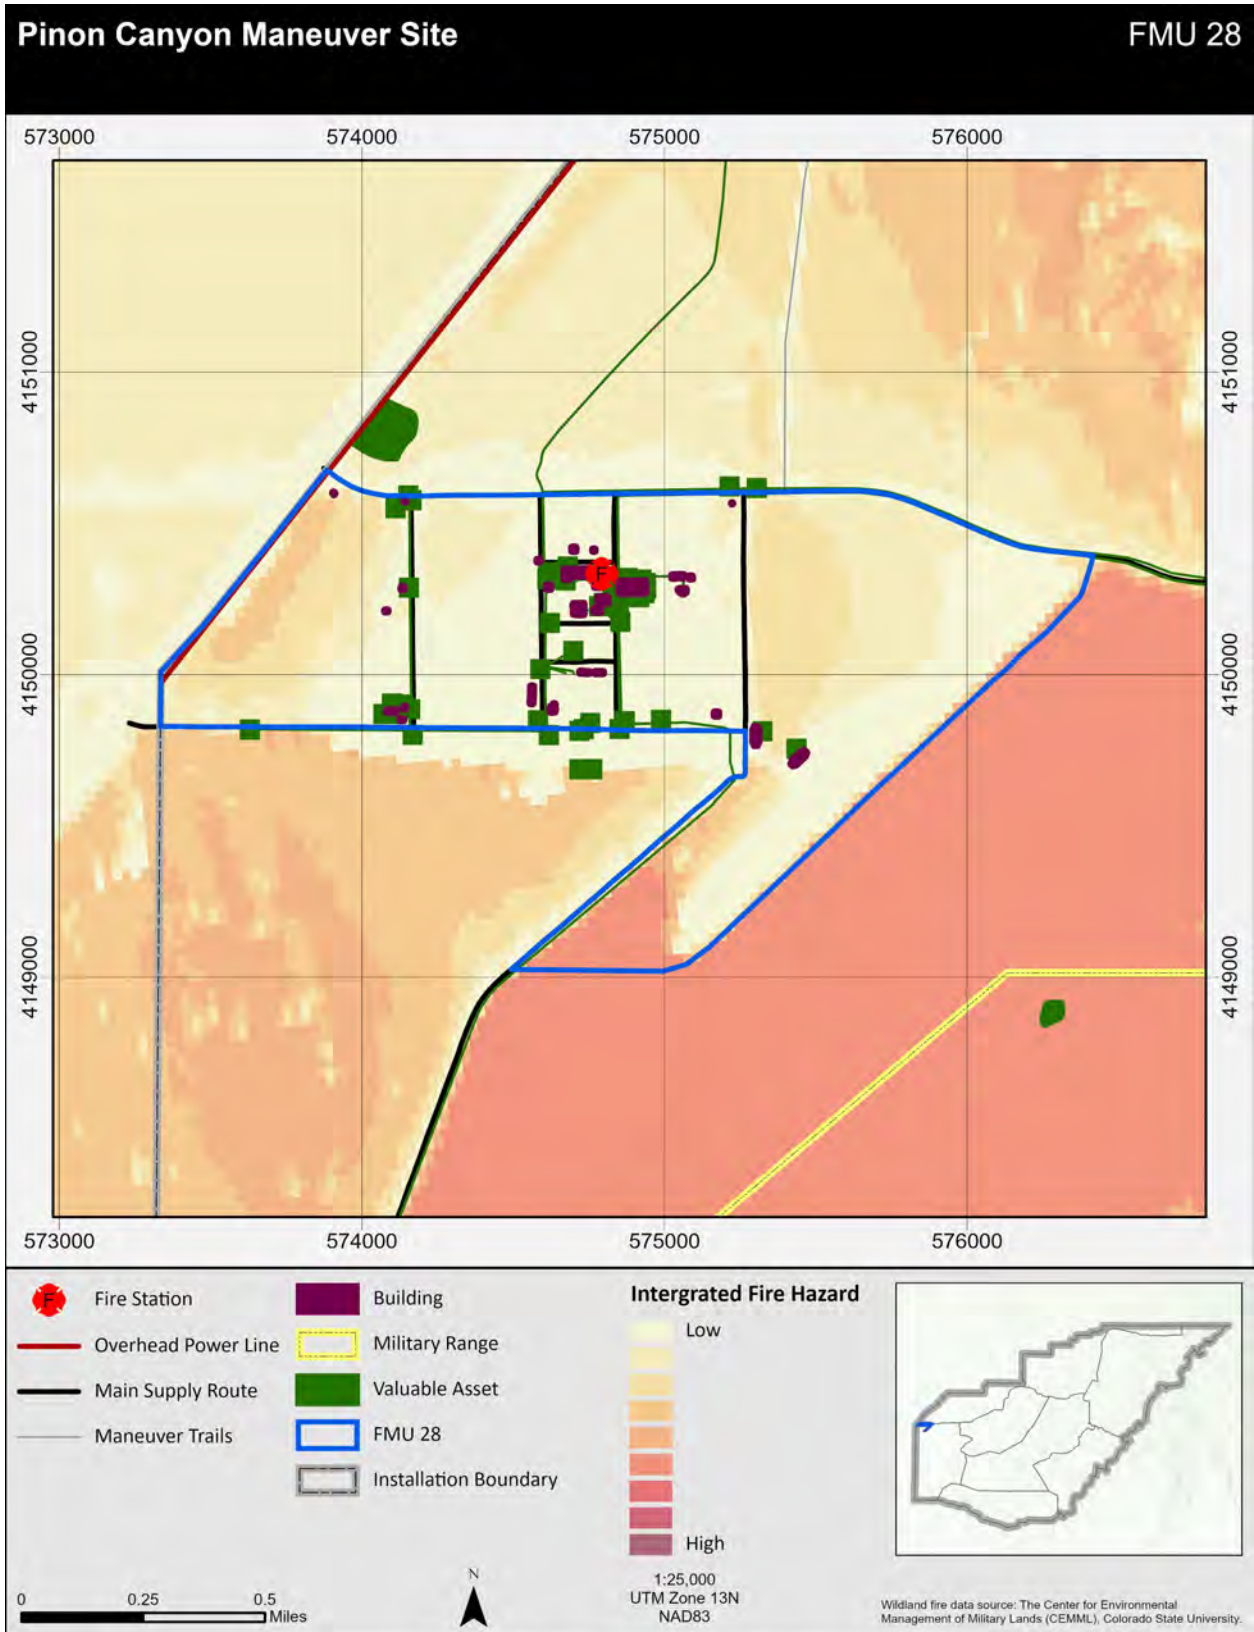 Pinon Canyon Maneuver Site
FMU 28
573000 574000 575000 576000
4151000 4151000
4150000 4150000
4149000 4149000
F
573000 574000 575000 576000
F Fire Station
Overhead Power Line
Main Supply Route
Maneuver Trails
Building
Military Range
Valuable Asset
FMU 28
Installation Boundary
Intergrated Fire Hazard
Low
High
0 0.25 0.5
Miles
N
1:25,000
UTM Zone 13N
NAD83
Wildland fire data source: The Center for Environmental
Management of Military Lands (CEMML), Colorado State University.